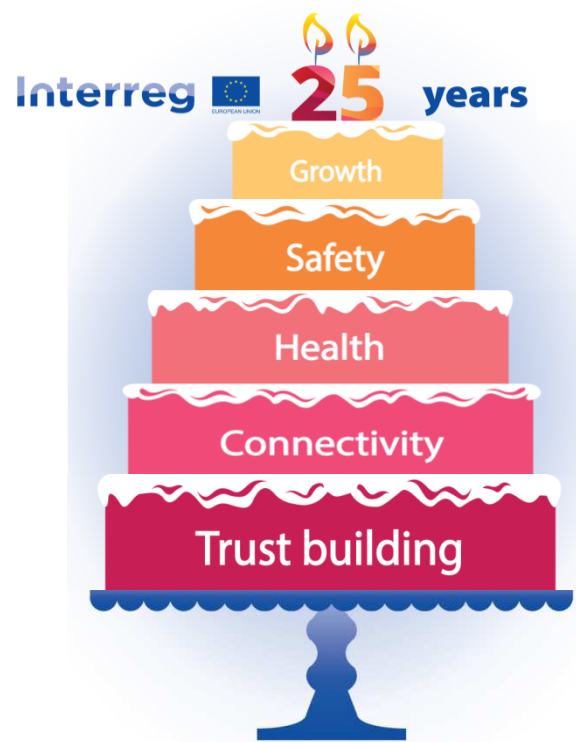 Interreg EUROPEAN UNION 25 years
Growth
Safety
Health
Connectivity
Trust building